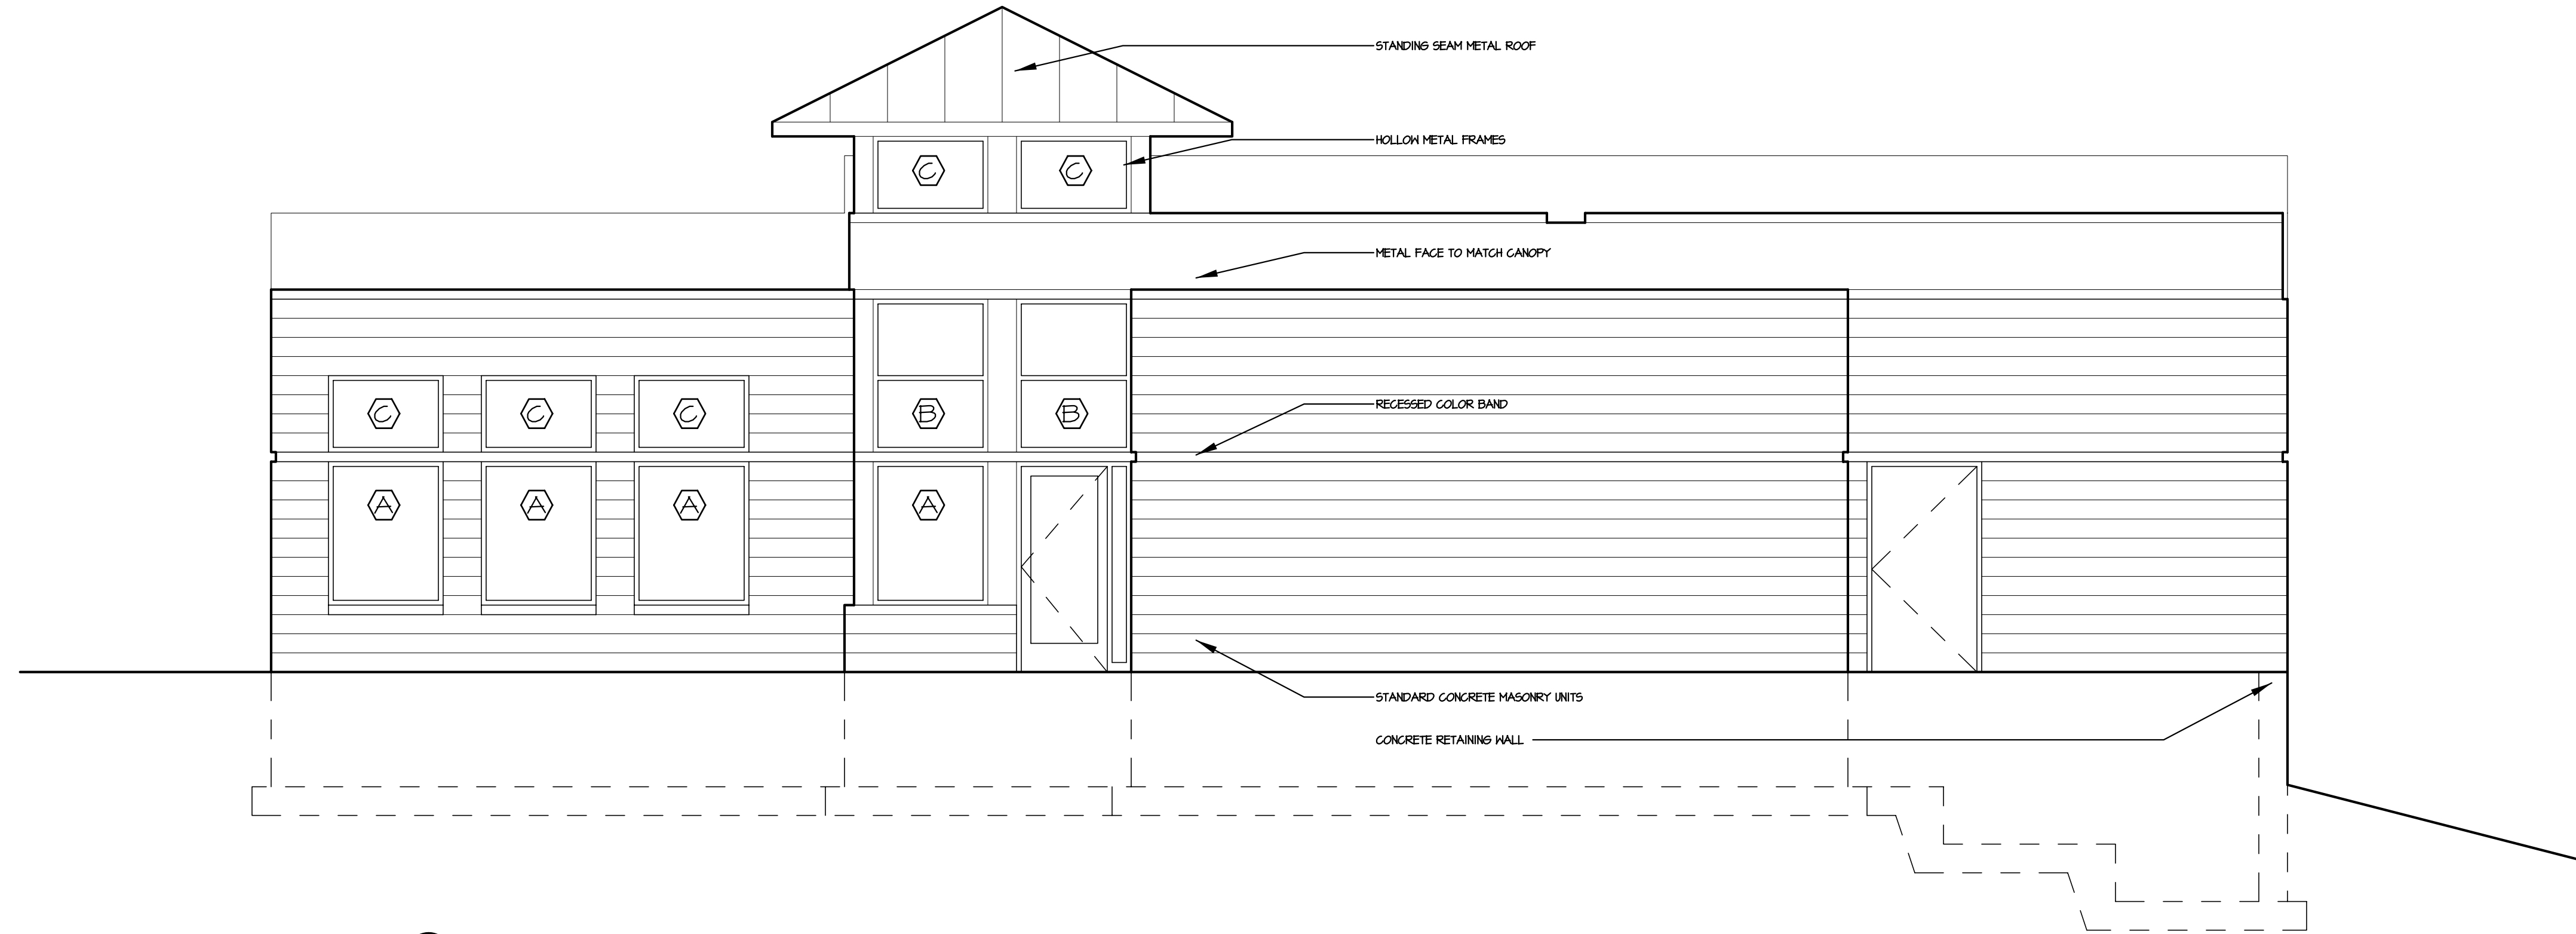 STANDING SEAM METAL ROOF
HOLLOW METAL FRAMES
C C
METAL FACE TO MATCH CANOPY
RECESSED COLOR BAND
C C C B B
A A A A
STANDARD CONCRETE MASONRY UNITS
CONCRETE RETAINING WALL